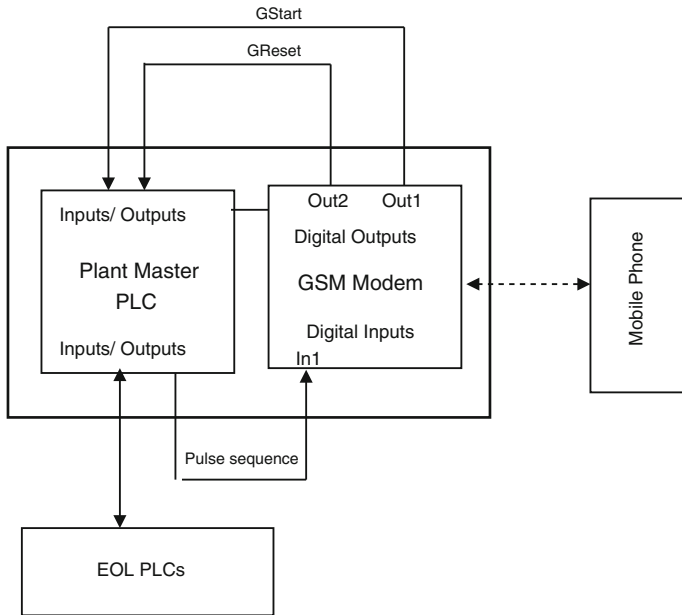 GStart
GReset
Inputs/ Outputs
Plant Master
PLC
Inputs/ Outputs
Out2 Out1
Digital Outputs
GSM Modem
Digital Inputs
In1
Mobile Phone
Pulse sequence
EOL PLCs